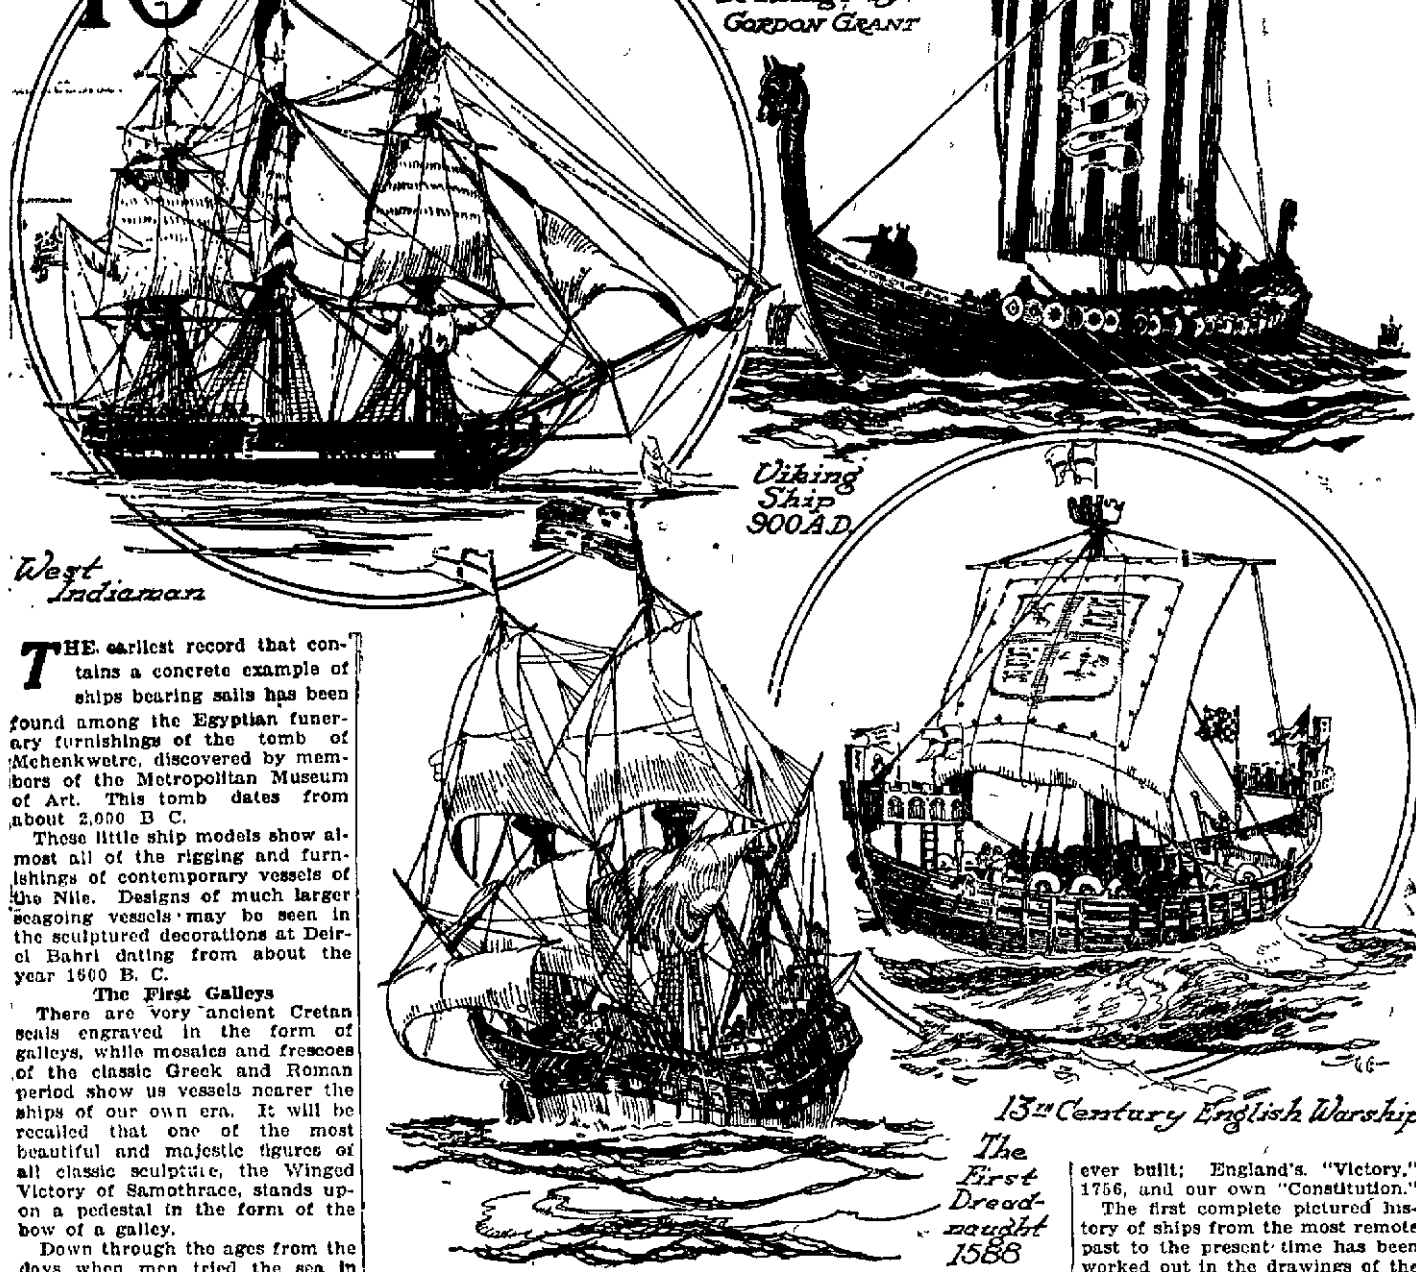 GORDON GRANT
Viking
Ship
900 A.D.
West
Indiaman
THE earliest record that con-
tains a concrete example of
ships bearing sails has been
found among the Egyptian funer-
ary furnishings of the tomb of
Mehenkwetre, discovered by mem-
bers of the Metropolitan Museum
of Art. This tomb dates from
about 2,000 B C.
These little ship models show al-
most all of the rigging and furn-
ishings of contemporary vessels of
the Nile. Designs of much larger
seagoing vessels may be seen in
the sculptured decorations at Deir-
el Bahri dating from about the
year 1600 B. C.
The First Galleys
There are very ancient Cretan
seals engraved in the form of
galleys, while mosaics and frescoes
of the classic Greek and Roman
period show us vessels nearer the
ships of our own era. It will be
recalled that one of the most
beautiful and majestic figures of
all classic sculpture, the Winged
Victory of Samothrace, stands up-
on a pedestal in the form of the
bow of a galley.
Down through the ages from the
days when men tried the sea in
13TH Century English Warship
The
First
Dread-
naught
1588
ever built; England's. "Victory,"
1756, and our own "Constitution."
The first complete pictured his-
tory of ships from the most remote
past to the present time has been
worked out in the drawings of the